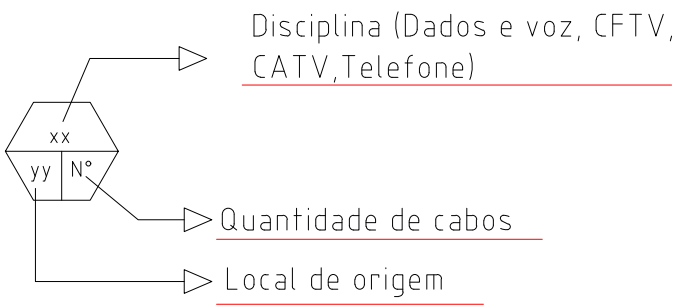 Disciplina (Dados e voz, CFTV,
CATV,Telefone)
xx
yy N°
Quantidade de cabos
Local de origem